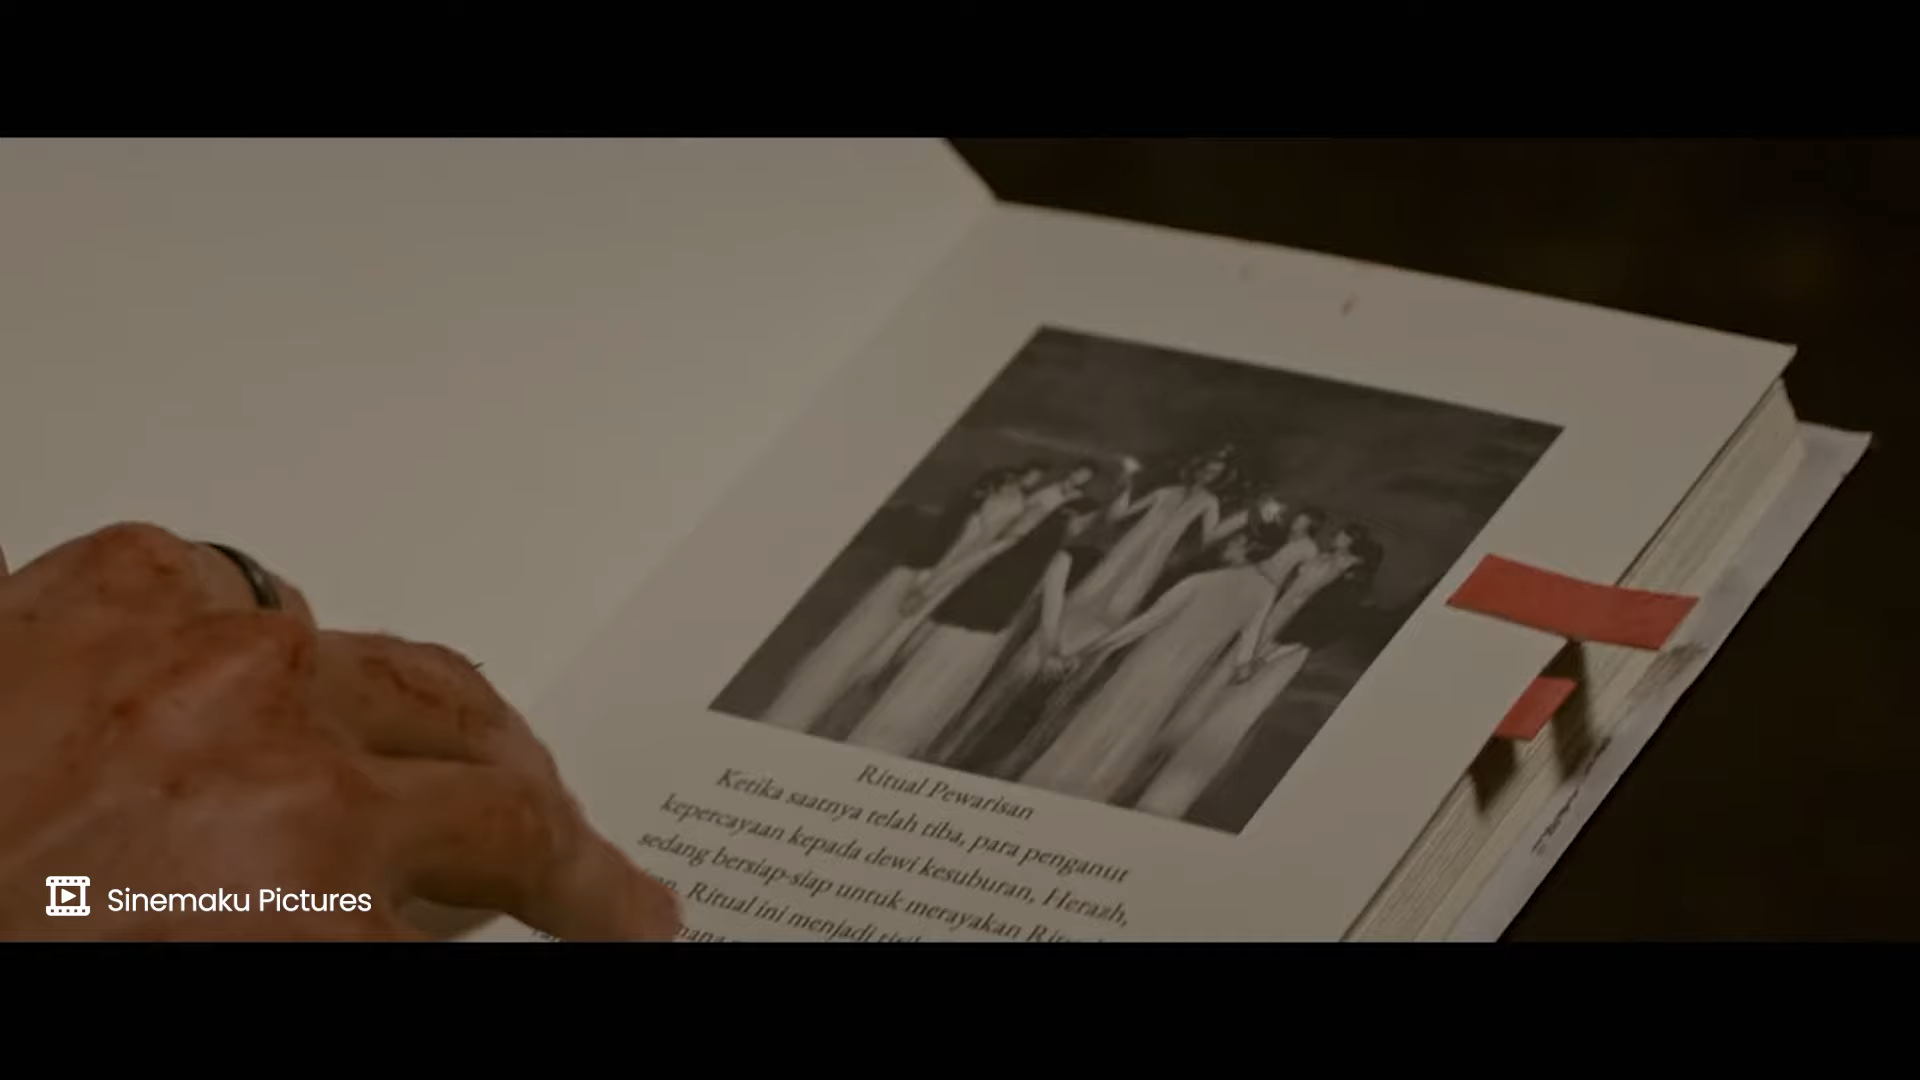 Ritual Pewarisan
Ketika saatnya telah tiba, para penganut
kepercayaan kepada dewi kesuburan, Herazh,
sedang bersiap-siap untuk merayakan
Ritual ini menjadi
Sinemaku Pictures